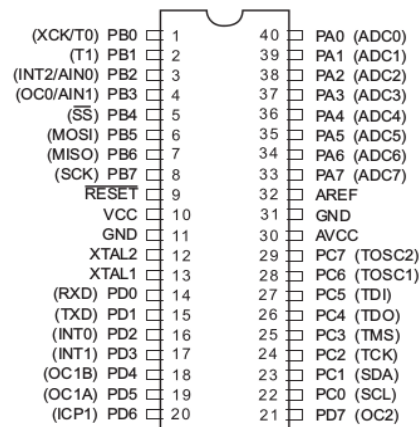 (XCK/T0) PB0 1 40 PA0 (ADC0)
(T1) PB1 2 39 PA1 (ADC1)
(INT2/AIN0) PB2 3 38 PA2 (ADC2)
(OC0/AIN1) PB3 4 37 PA3 (ADC3)
(SS) PB4 5 36 PA4 (ADC4)
(MOSI) PB5 6 35 PA5 (ADC5)
(MISO) PB6 7 34 PA6 (ADC6)
(SCK) PB7 8 33 PA7 (ADC7)
RESET 9 32 AREF
VCC 10 31 GND
GND 11 30 AVCC
XTAL2 12 29 PC7 (TOSC2)
XTAL1 13 28 PC6 (TOSC1)
(RXD) PD0 14 27 PC5 (TDI)
(TXD) PD1 15 26 PC4 (TDO)
(INT0) PD2 16 25 PC3 (TMS)
(INT1) PD3 17 24 PC2 (TCK)
(OC1B) PD4 18 23 PC1 (SDA)
(OC1A) PD5 19 22 PC0 (SCL)
(ICP1) PD6 20 21 PD7 (OC2)